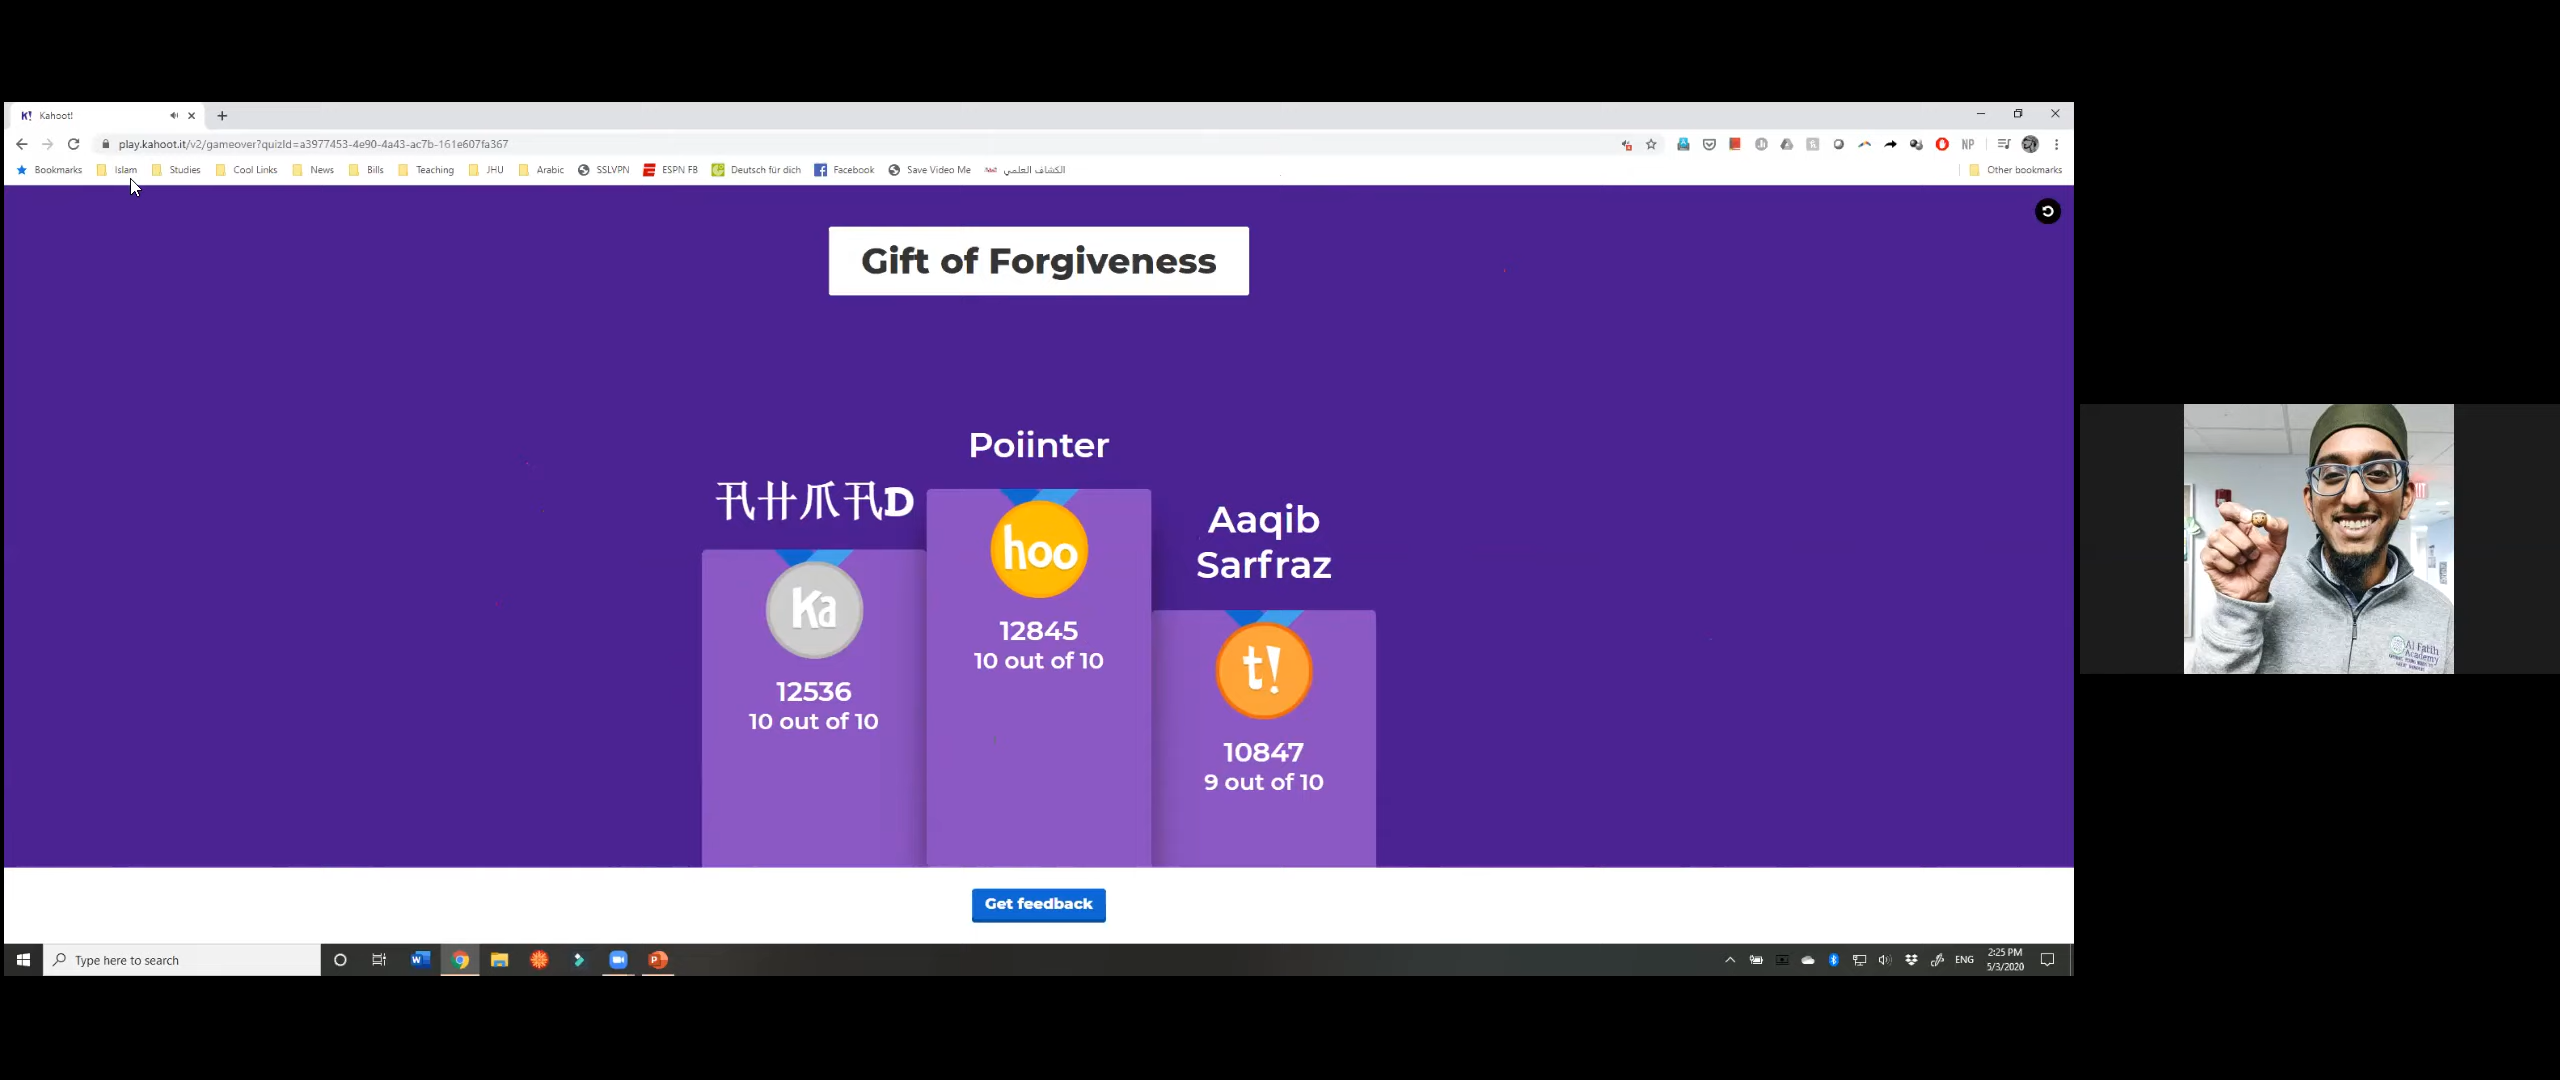 Kahoot!
play.kahoot.it/v2/gameover?quizId=a3977453-4e90-4a43-ac7b-161e607fa367
NP
Bookmarks Islam Studies Cool Links News Bills Teaching JHU Arabic SSLVPN ESPN FB Deutsch für dich Facebook Save Video Me الكشاف العلمي Other bookmarks
Gift of Forgiveness
Poiinter
卂卄爪卂D
Aaqib
Sarfraz
hoo
Ka
t!
12845
10 out of 10
12536
10 out of 10
10847
9 out of 10
Al Fatih
Academy
Get feedback
Type here to search
ENG
2:25 PM
5/3/2020